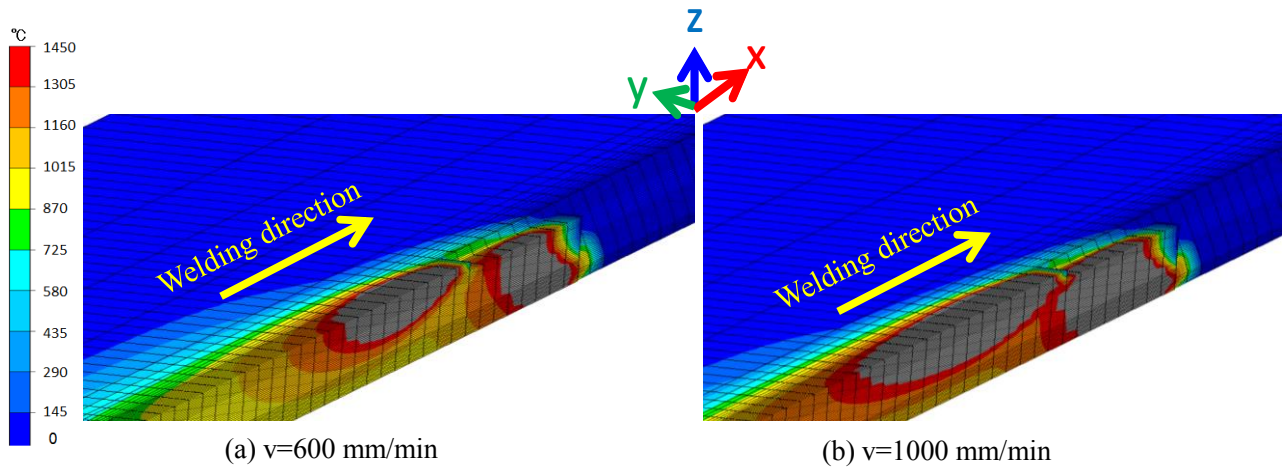 ℃
1450
1305
1160
1015
870
725
580
435
290
145
0
Z
X
y
Welding direction
Welding direction
(a) v=600 mm/min
(b) v=1000 mm/min